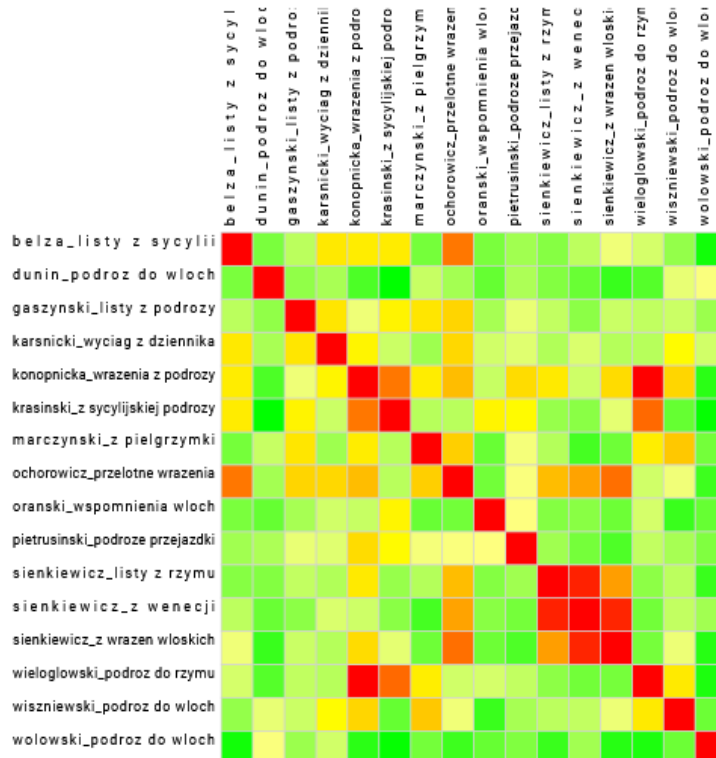 belza_listy z sycyl
dunin_podroz do wloc
gaszynski_listy z podro
karsnicki_wyciag z dzienni
konopnicka_wrazenia z podro
krasinski_z sycylijskiej podro
marczynski_z pielgrzym
ochorowicz_przelotne wrazen
oranski_wspomnienia wlo
pietrusinski_podroze przejazd
sienkiewicz_listy z rzym
sienkiewicz_z wenec
sienkiewicz_z wrazen wloski
wieloglowski_podroz do rzyn
wiszniewski_podroz do wlo
wolowski_podroz do wlo
belza_listy z sycylii
dunin_podroz do wloch
gaszynski_listy z podrozy
karsnicki_wyciag z dziennika
konopnicka_wrazenia z podrozy
krasinski_z sycylijskiej podrozy
marczynski_z pielgrzymki
ochorowicz_przelotne wrazenia
oranski_wspomnienia wloch
pietrusinski_podroze przejazdki
sienkiewicz_listy z rzymu
sienkiewicz_z wenecji
sienkiewicz_z wrazen wloskich
wieloglowski_podroz do rzymu
wiszniewski_podroz do wloch
wolowski_podroz do wloch